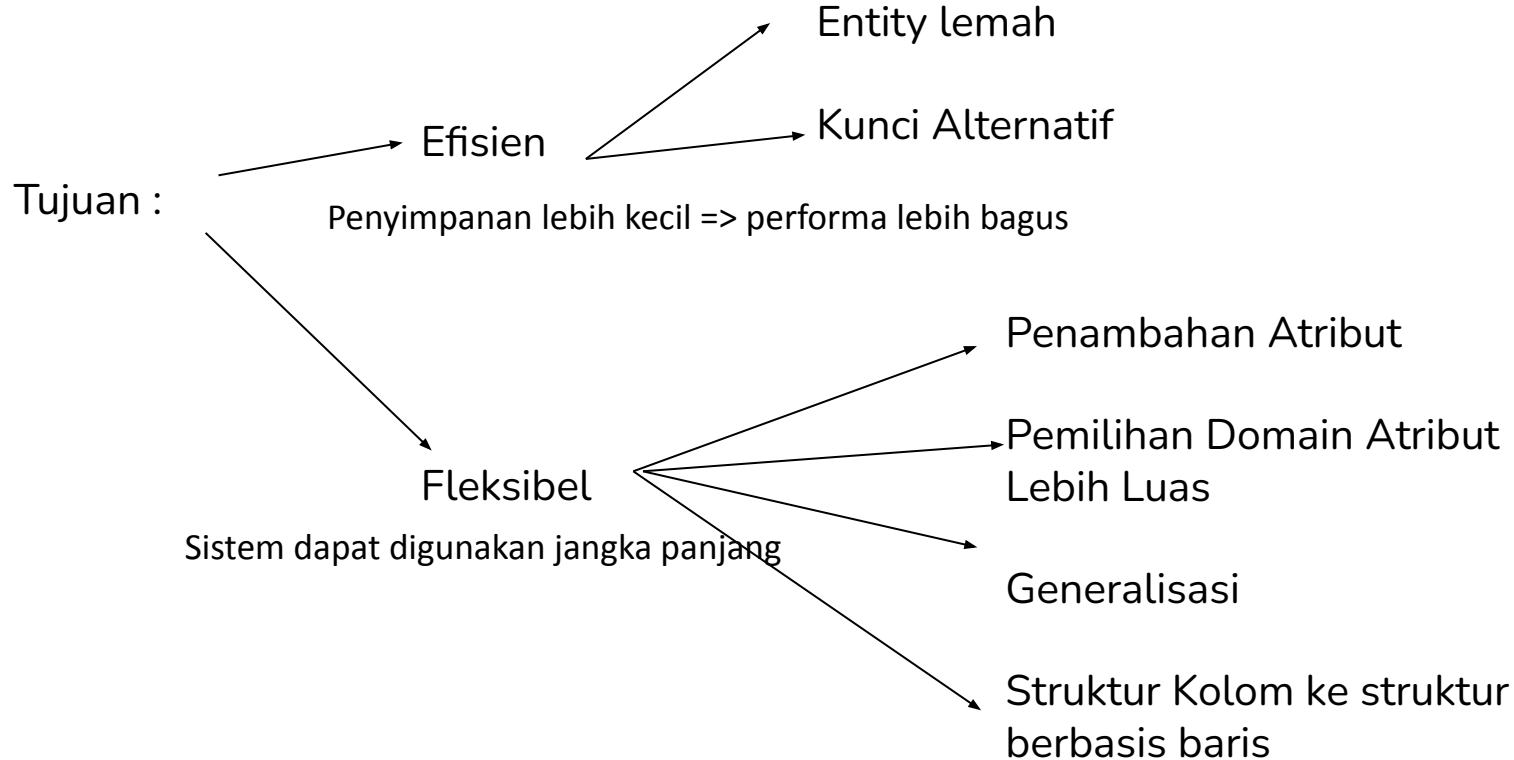 Tujuan :
Efisien
Penyimpanan lebih kecil => performa lebih bagus
Entity lemah
Kunci Alternatif
Fleksibel
Sistem dapat digunakan jangka panjang
Penambahan Atribut
Pemilihan Domain Atribut
Lebih Luas
Generalisasi
Struktur Kolom ke struktur
berbasis baris